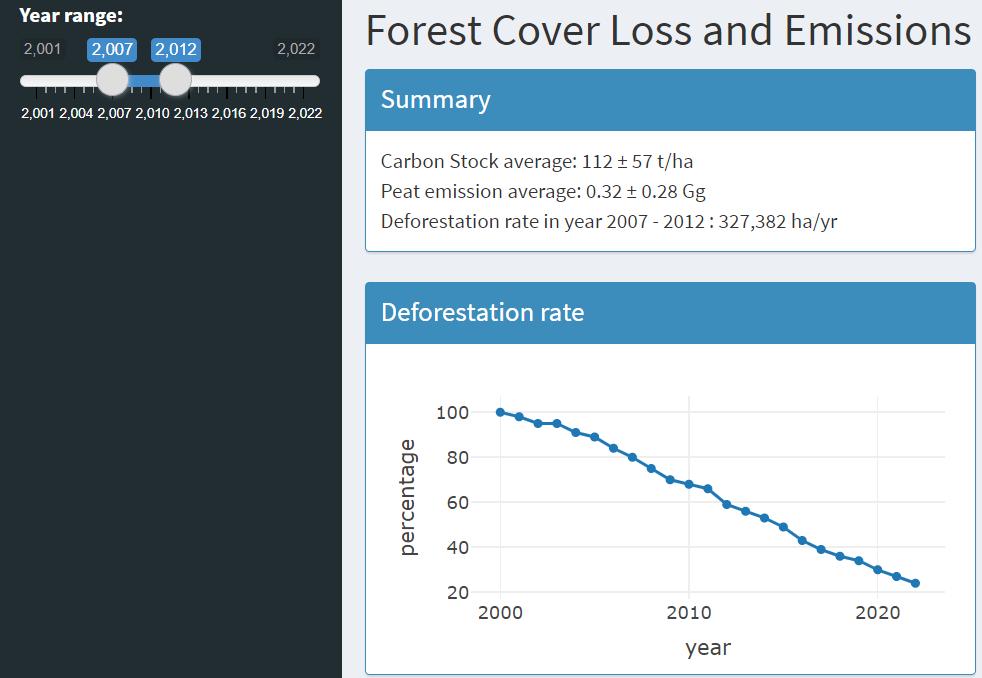 Year range:
2,001 2,007 2,012 2,022
2,001 2,004 2,007 2,010 2,013 2,016 2,019 2,022
Forest Cover Loss and Emissions
Summary
Carbon Stock average: 112 ± 57 t/ha
Peat emission average: 0.32 ± 0.28 Gg
Deforestation rate in year 2007 - 2012 : 327,382 ha/yr
Deforestation rate
percentage
100
80
60
40
20
2000 2010 2020
year